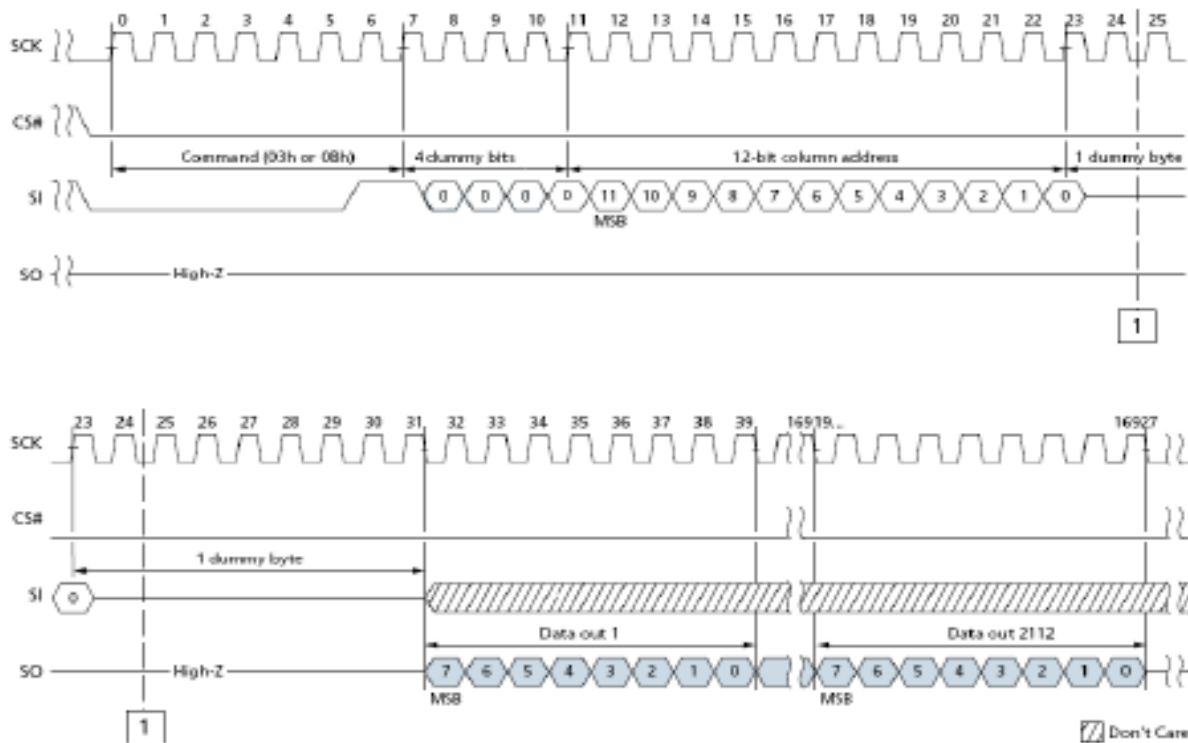 0 1 2 3 4 5 6 7 8 9 10 11 12 13 14 15 16 17 18 19 20 21 22 23 24 25
SCK
CS#
Command (03h or 0Bh) 4 dummy bits 12-bit column address 1 dummy byte
SI 0 0 0 0 11 10 9 8 7 6 5 4 3 2 1 0
MSB
SO High-Z
1
23 24 25 26 27 28 29 30 31 32 33 34 35 36 37 38 39 16919... 16927
SCK
CS#
1 dummy byte
SI 0
Data out 1 Data out 2112
SO High-Z 7 6 5 4 3 2 1 0 7 6 5 4 3 2 1 0
MSB MSB
1
Don't Care